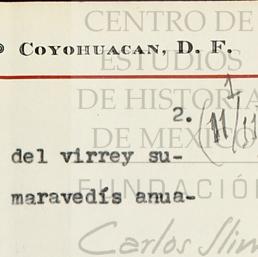 CENTRO DE
COYOHUACAN, D. F.
ESTUDIOS
DE HISTORIA
2.
DE MEXICO
del virrey su-
FUNDACIÓN
maravedís anua-
Carlos Slim